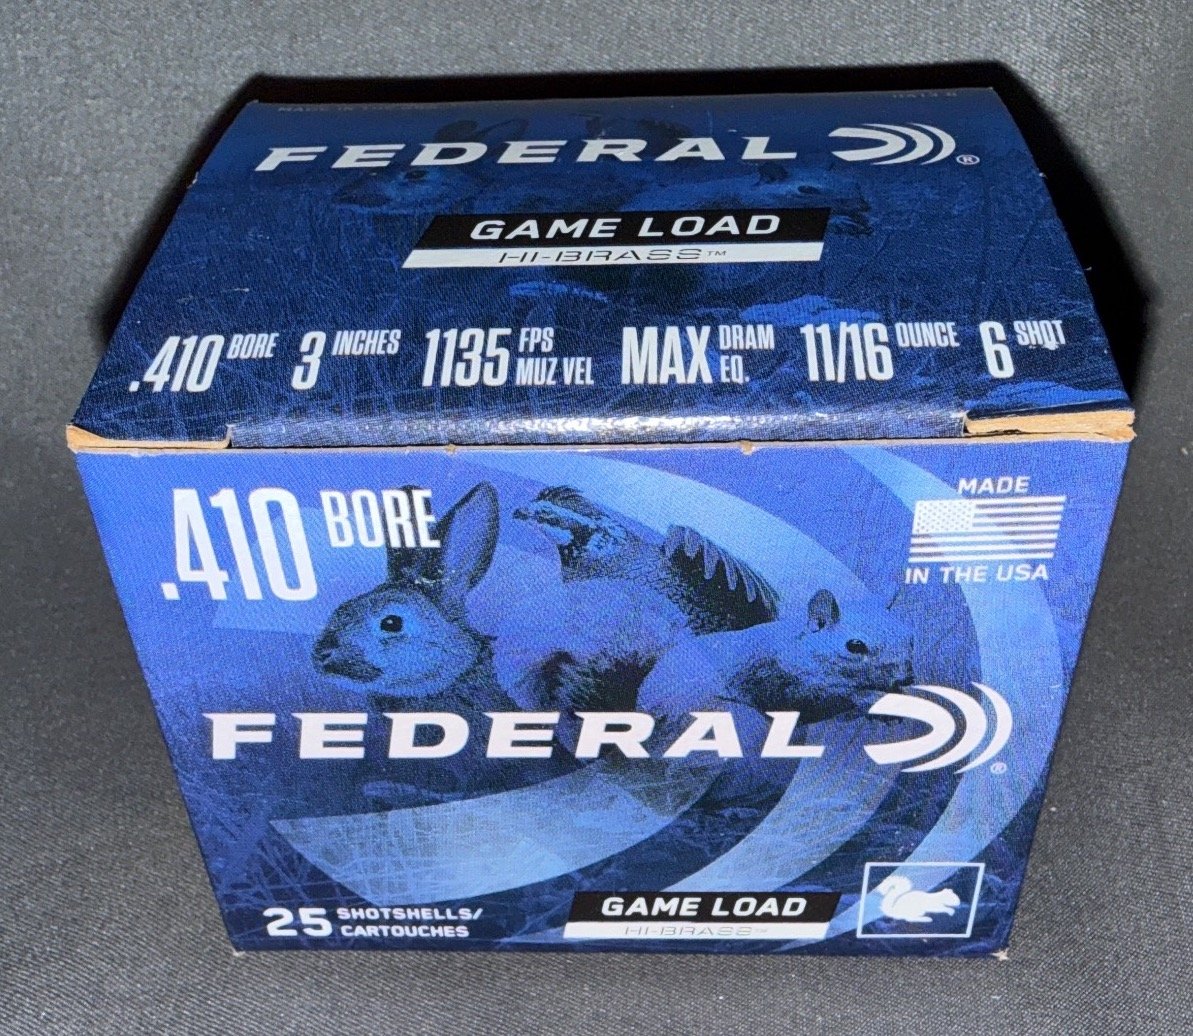 FEDERAL ®
GAME LOAD
HI-BRASS™
.410 BORE 3 INCHES 1135 FPS MUZ VEL MAX DRAM EQ. 11/16 OUNCE 6 SHOT
.410 BORE
MADE
IN THE USA
FEDERAL ®
25 SHOTSHELLS/
CARTOUCHES
GAME LOAD
HI-BRASS™